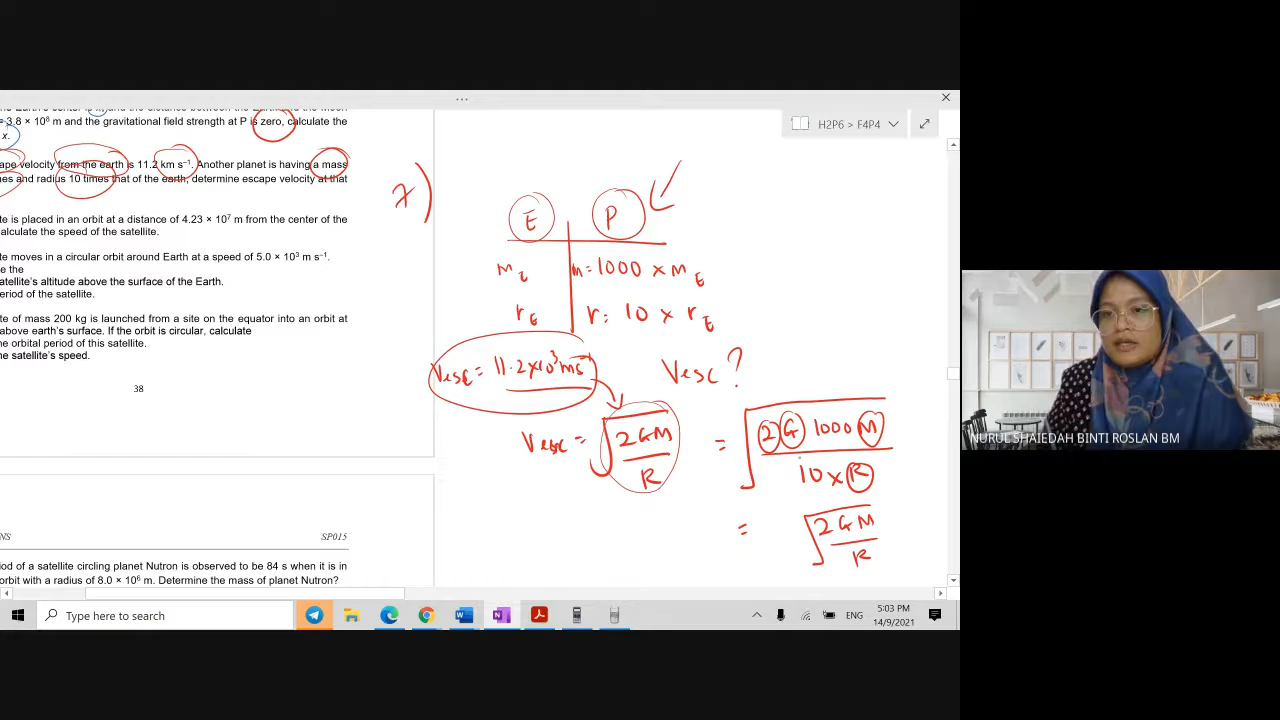 = 3.8 × 10⁸ m and the gravitational field strength at P is zero, calculate the
x.
ape velocity from the earth is 11.2 km s⁻¹. Another planet is having a mass
nes and radius 10 times that of the earth, determine escape velocity at that
te is placed in an orbit at a distance of 4.23 × 10⁷ m from the center of the
alculate the speed of the satellite.
te moves in a circular orbit around Earth at a speed of 5.0 × 10³ m s⁻¹.
e the
atellite's altitude above the surface of the Earth.
eriod of the satellite.
te of mass 200 kg is launched from a site on the equator into an orbit at
above earth's surface. If the orbit is circular, calculate
he orbital period of this satellite.
he satellite's speed.
38
NS SP015
iod of a satellite circling planet Nutron is observed to be 84 s when it is in
orbit with a radius of 8.0 × 10⁶ m. Determine the mass of planet Nutron?
H2P6 > F4P4
7)
E P
m_E m = 1000 × m_E
r_E r = 10 × r_E
Vesc = 11.2 × 10³ ms⁻¹ Vesc ?
Vesc = √(2GM/R) = √(2G 1000 M / 10 × R)
= √(2GM/R)
NURUL SHAIEDAH BINTI ROSLAN BM
Type here to search
ENG
5:03 PM
14/9/2021